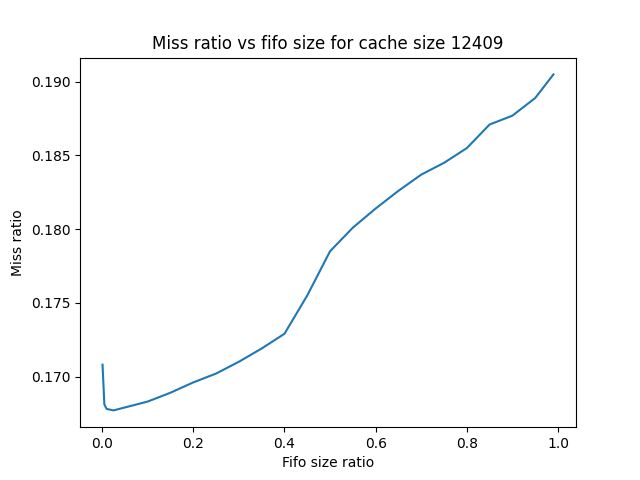 Miss ratio vs fifo size for cache size 12409
Miss ratio
0.190
0.185
0.180
0.175
0.170
0.0 0.2 0.4 0.6 0.8 1.0
Fifo size ratio